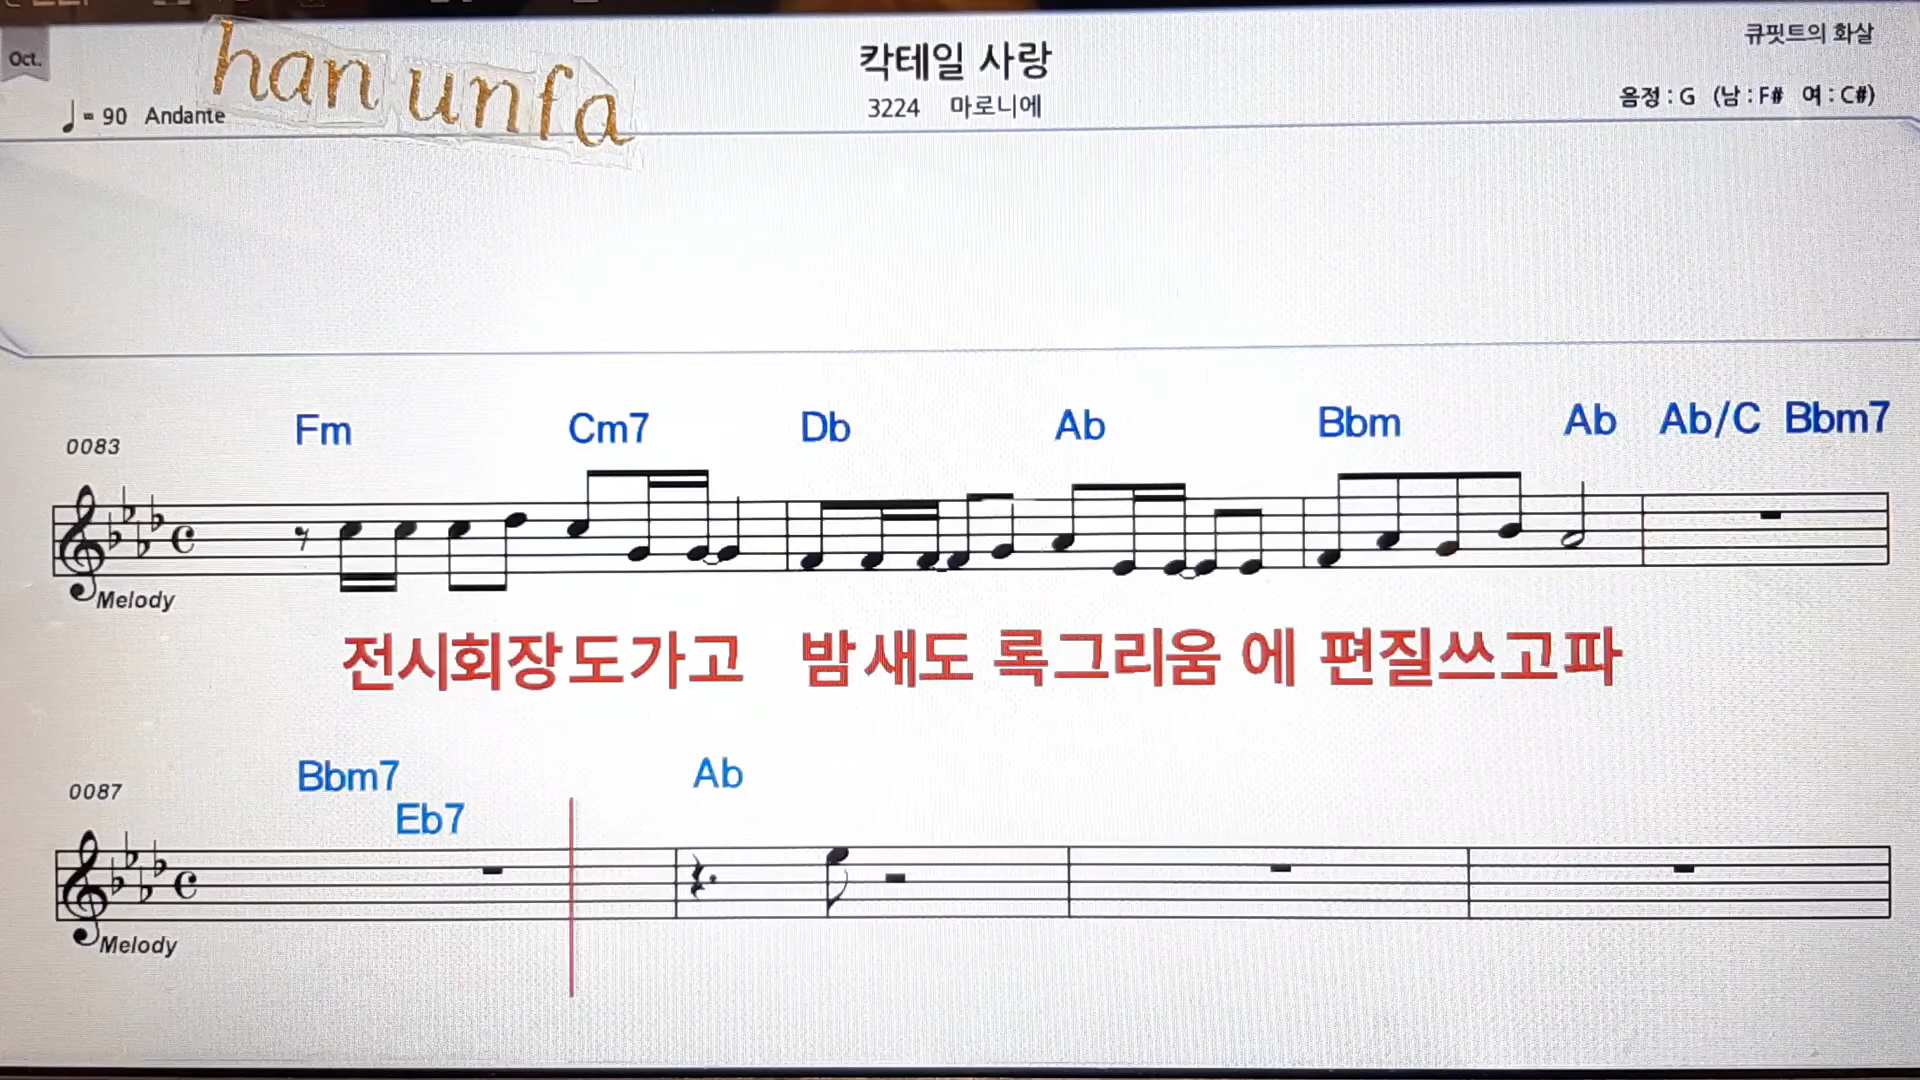 Oct.
han unfa
♩= 90 Andante
칵테일 사랑
3224 마로니에
큐핏트의 화살
음정 : G (남 : F# 여 : C#)
Fm Cm7 Db Ab Bbm Ab Ab/C Bbm7
0083
Melody
전시회장도가고 밤새도 록그리움 에 편질쓰고파
Bbm7 Ab
0087
Eb7
Melody